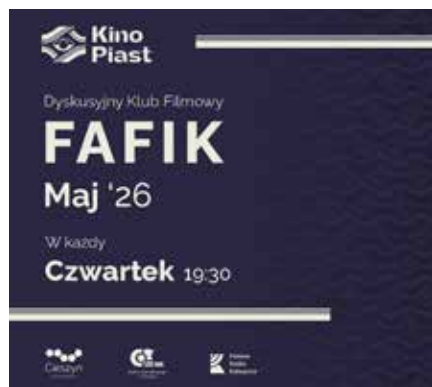 Kino
Piast
Dyskusyjny Klub Filmowy
FAFIK
Maj ‘26
W każdy
Czwartek 19:30
Cieszyn